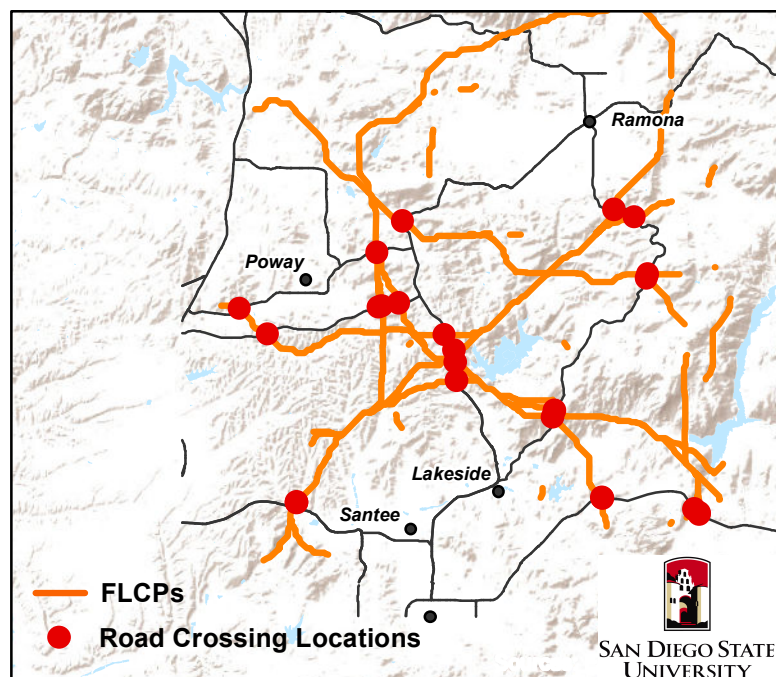 Ramona
Poway
Lakeside
Santee
FLCPs
Road Crossing Locations
SAN DIEGO STATE
UNIVERSITY